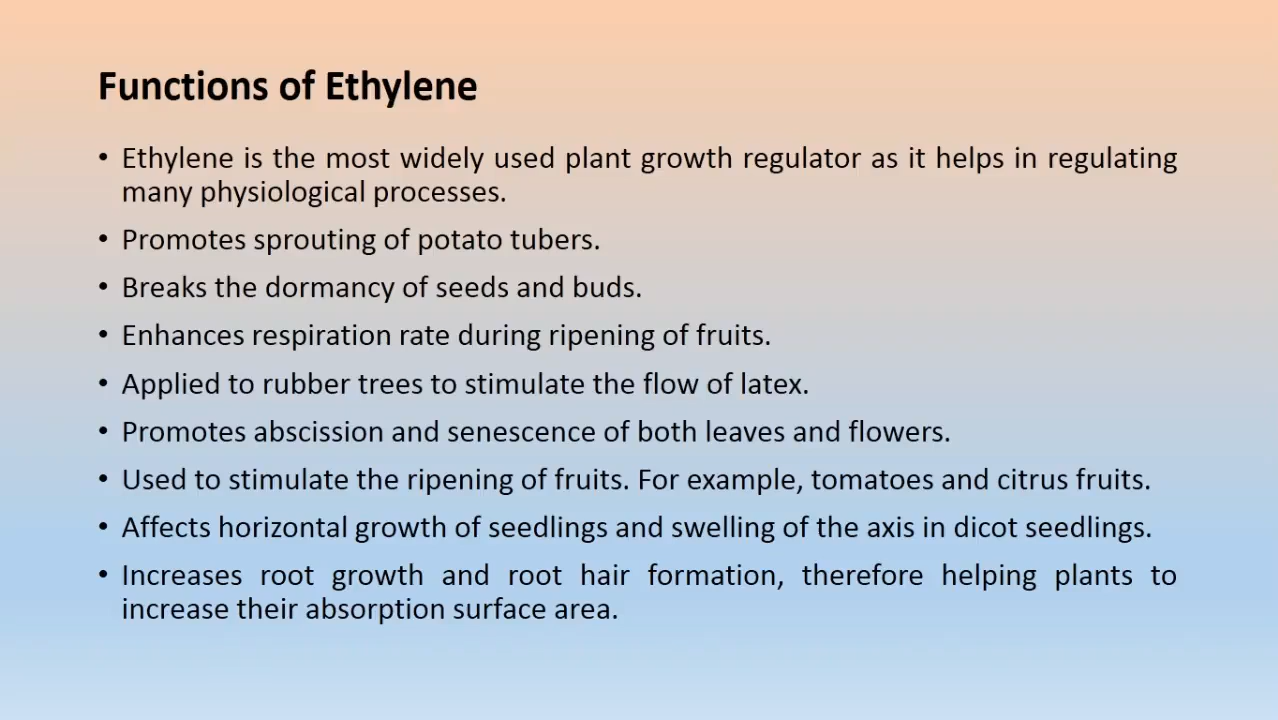 Functions of Ethylene
• Ethylene is the most widely used plant growth regulator as it helps in regulating
many physiological processes.
• Promotes sprouting of potato tubers.
• Breaks the dormancy of seeds and buds.
• Enhances respiration rate during ripening of fruits.
• Applied to rubber trees to stimulate the flow of latex.
• Promotes abscission and senescence of both leaves and flowers.
• Used to stimulate the ripening of fruits. For example, tomatoes and citrus fruits.
• Affects horizontal growth of seedlings and swelling of the axis in dicot seedlings.
• Increases root growth and root hair formation, therefore helping plants to
increase their absorption surface area.